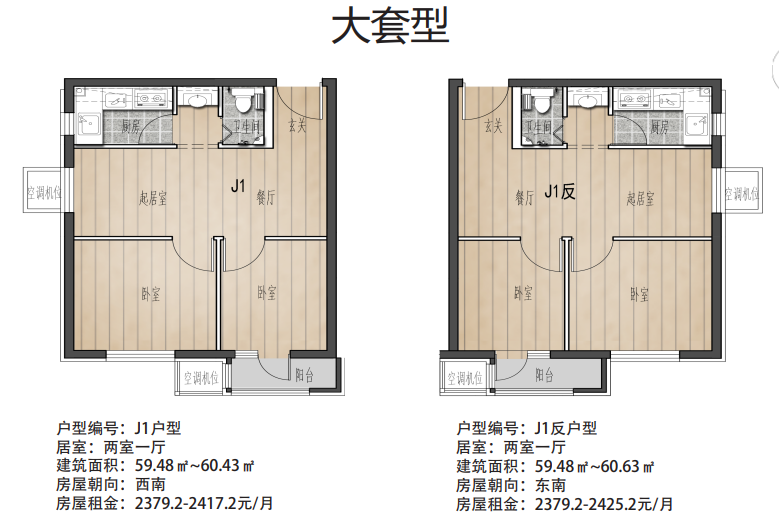 大套型
厨房
卫生间
玄关
空调机位
起居室
J1
餐厅
卧室
卧室
空调机位
阳台
玄关
卫生间
厨房
餐厅
J1反
起居室
空调机位
卧室
卧室
空调机位
阳台
户型编号：J1户型
居室：两室一厅
建筑面积：59.48㎡~60.43㎡
房屋朝向：西南
房屋租金：2379.2-2417.2元/月
户型编号：J1反户型
居室：两室一厅
建筑面积：59.48㎡~60.63㎡
房屋朝向：东南
房屋租金：2379.2-2425.2元/月